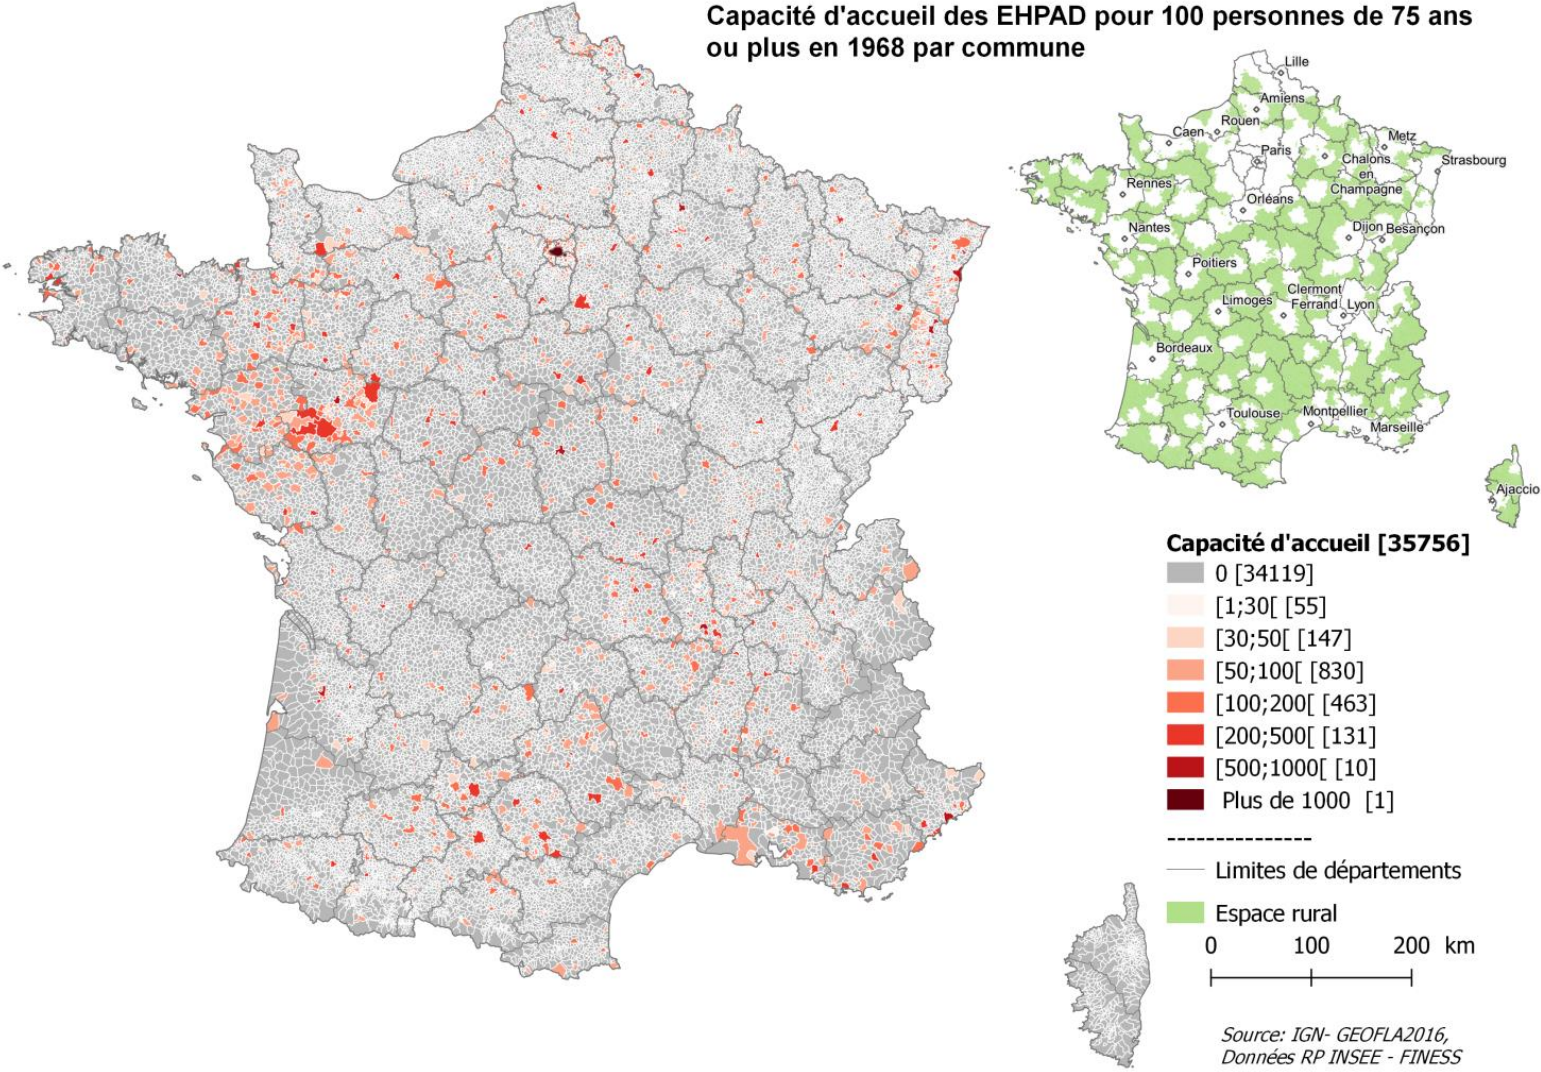 Capacité d'accueil des EHPAD pour 100 personnes de 75 ans
ou plus en 1968 par commune
Lille
Amiens
Rouen
Caen
Paris
Metz
Strasbourg
Chalons
en
Champagne
Rennes
Orléans
Nantes
Dijon
Besançon
Poitiers
Clermont
Ferrand
Limoges
Lyon
Bordeaux
Toulouse
Montpellier
Marseille
Ajaccio
Capacité d'accueil [35756]
0 [34119]
[1;30[ [55]
[30;50[ [147]
[50;100[ [830]
[100;200[ [463]
[200;500[ [131]
[500;1000[ [10]
Plus de 1000 [1]
---------------
Limites de départements
Espace rural
0 100 200 km
Source: IGN- GEOFLA2016,
Données RP INSEE - FINESS